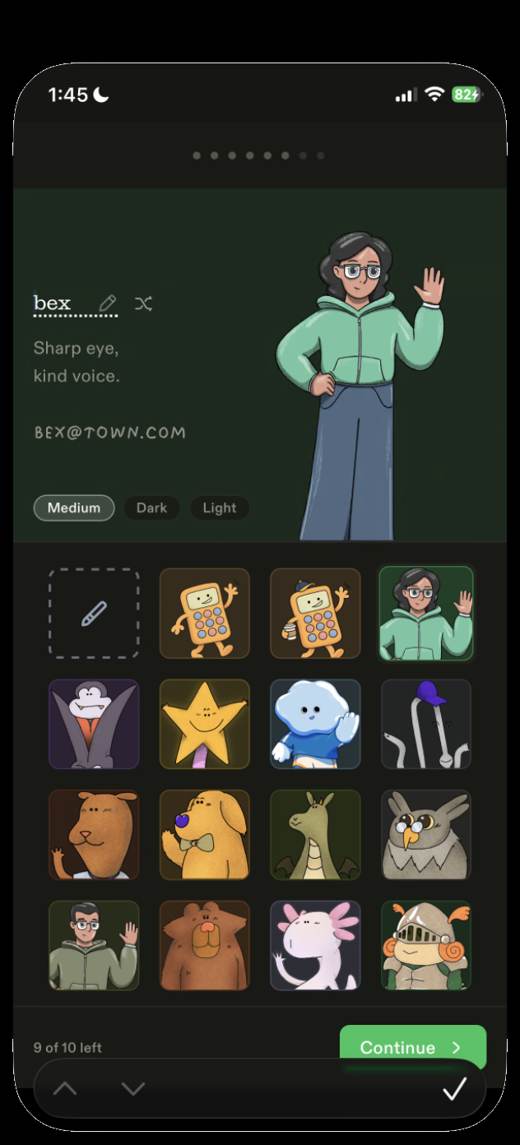 1:45
82
bex
Sharp eye,
kind voice.
BEX@TOWN.COM
Medium
Dark
Light
9 of 10 left
Continue